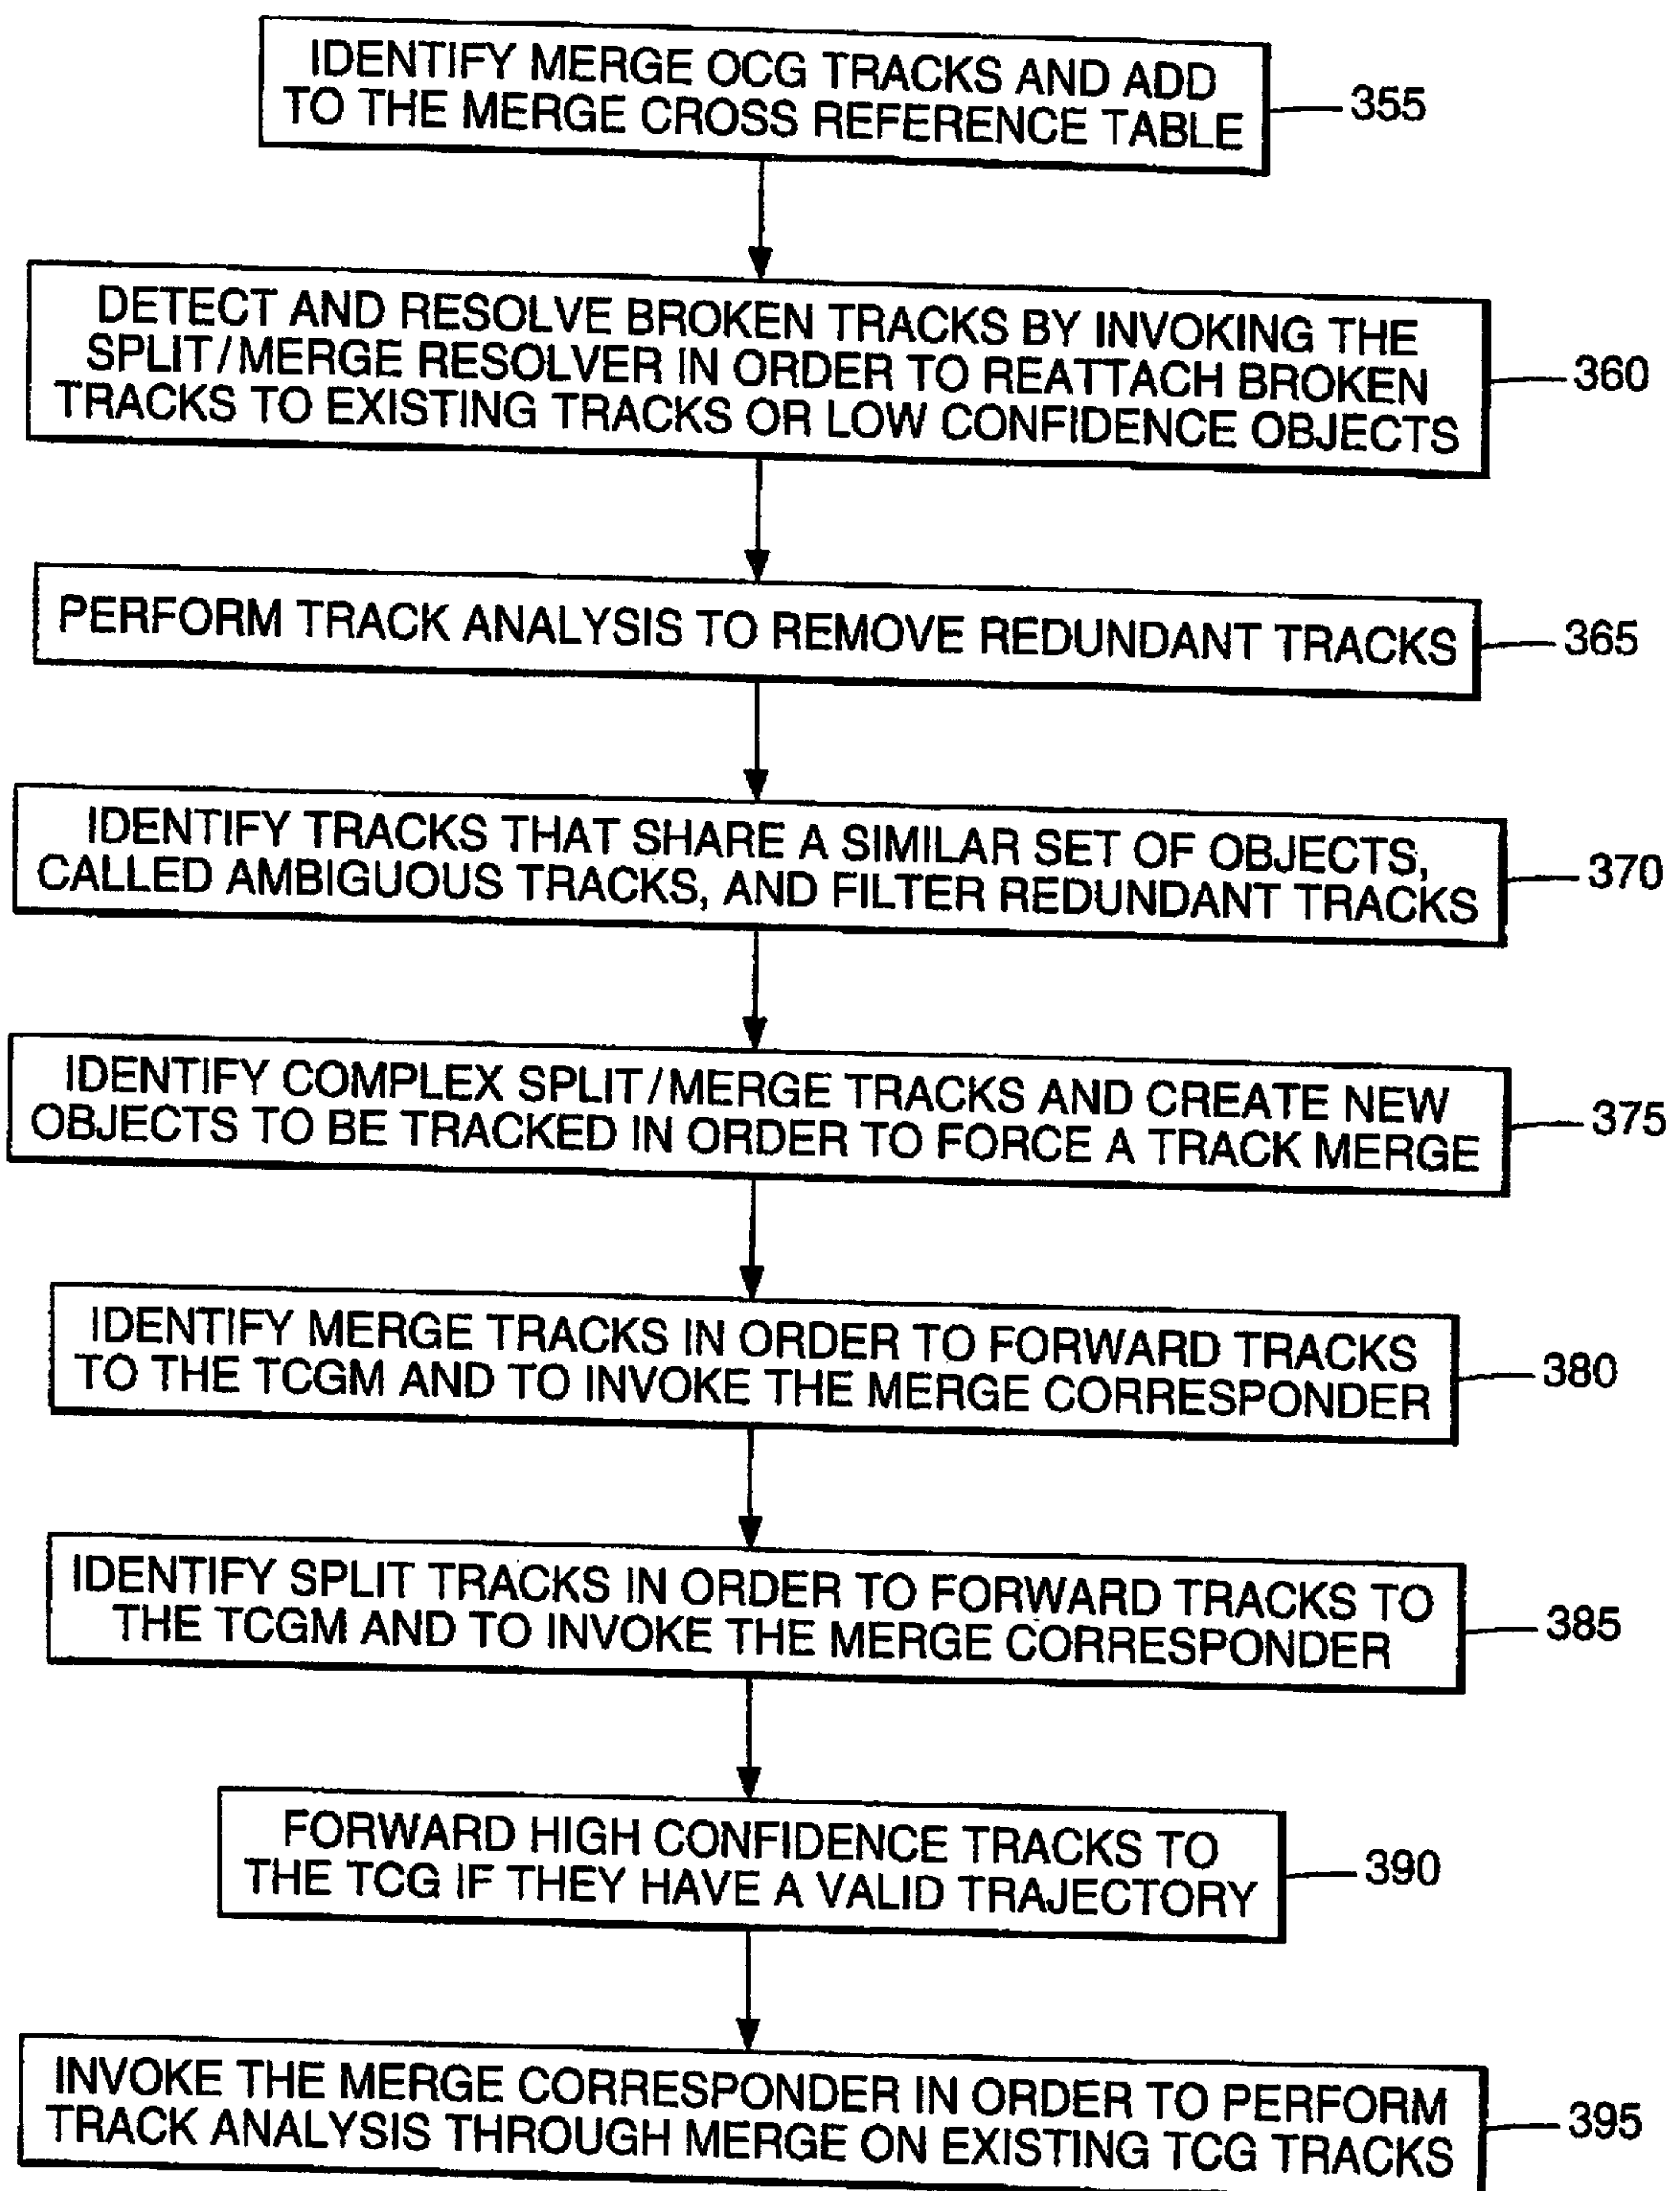 IDENTIFY MERGE OCG TRACKS AND ADD
TO THE MERGE CROSS REFERENCE TABLE
355
DETECT AND RESOLVE BROKEN TRACKS BY INVOKING THE
SPLIT/MERGE RESOLVER IN ORDER TO REATTACH BROKEN
TRACKS TO EXISTING TRACKS OR LOW CONFIDENCE OBJECTS
360
PERFORM TRACK ANALYSIS TO REMOVE REDUNDANT TRACKS
365
IDENTIFY TRACKS THAT SHARE A SIMILAR SET OF OBJECTS,
CALLED AMBIGUOUS TRACKS, AND FILTER REDUNDANT TRACKS
370
IDENTIFY COMPLEX SPLIT/MERGE TRACKS AND CREATE NEW
OBJECTS TO BE TRACKED IN ORDER TO FORCE A TRACK MERGE
375
IDENTIFY MERGE TRACKS IN ORDER TO FORWARD TRACKS
TO THE TCGM AND TO INVOKE THE MERGE CORRESPONDER
380
IDENTIFY SPLIT TRACKS IN ORDER TO FORWARD TRACKS TO
THE TCGM AND TO INVOKE THE MERGE CORRESPONDER
385
FORWARD HIGH CONFIDENCE TRACKS TO
THE TCG IF THEY HAVE A VALID TRAJECTORY
390
INVOKE THE MERGE CORRESPONDER IN ORDER TO PERFORM
TRACK ANALYSIS THROUGH MERGE ON EXISTING TCG TRACKS
395